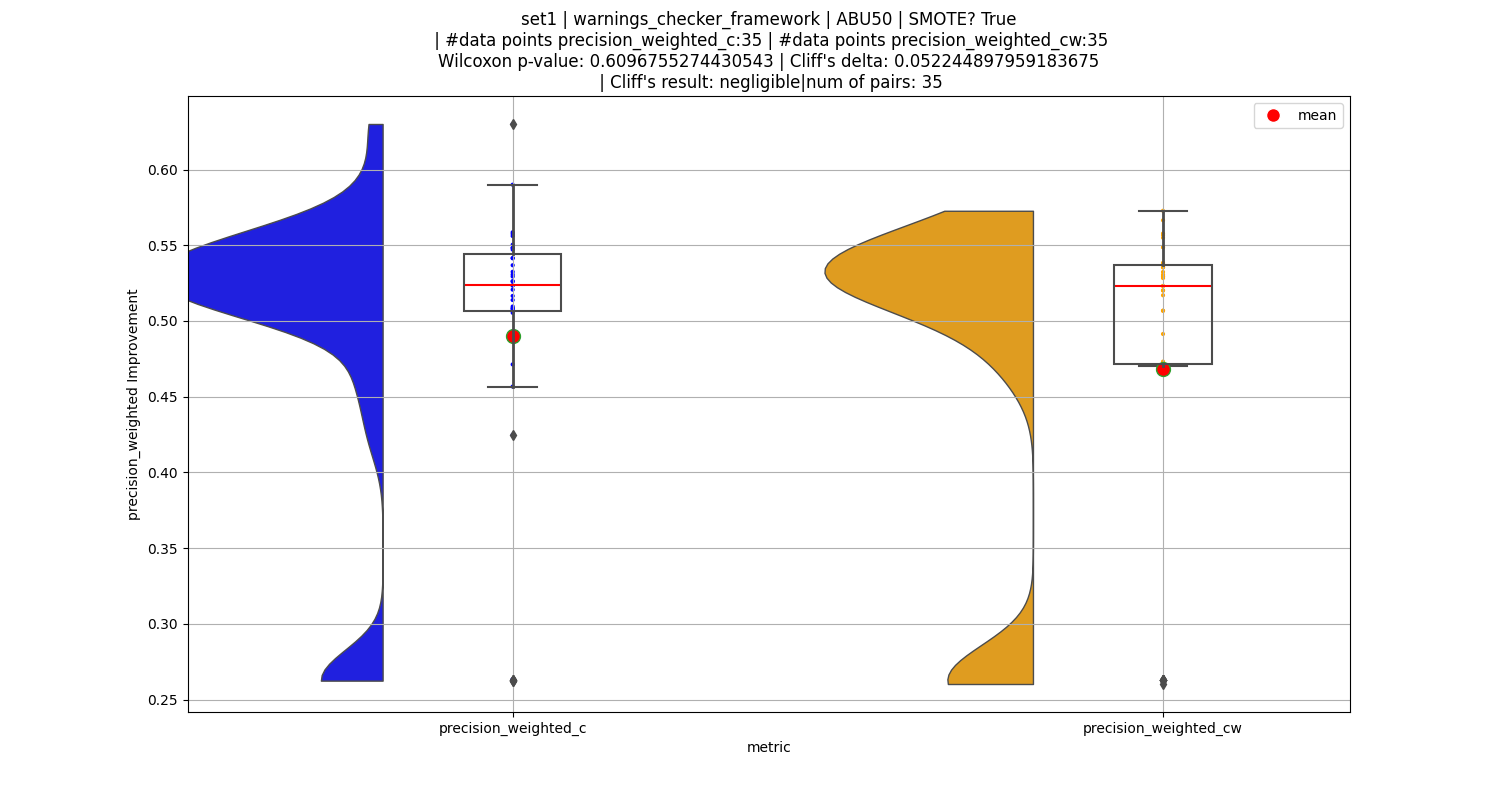 set1 | warnings_checker_framework | ABU50 | SMOTE? True
| #data points precision_weighted_c:35 | #data points precision_weighted_cw:35
Wilcoxon p-value: 0.6096755274430543 | Cliff's delta: 0.052244897959183675
| Cliff's result: negligible|num of pairs: 35
mean
0.60
0.55
0.50
0.45
0.40
0.35
0.30
0.25
precision_weighted Improvement
precision_weighted_c
precision_weighted_cw
metric